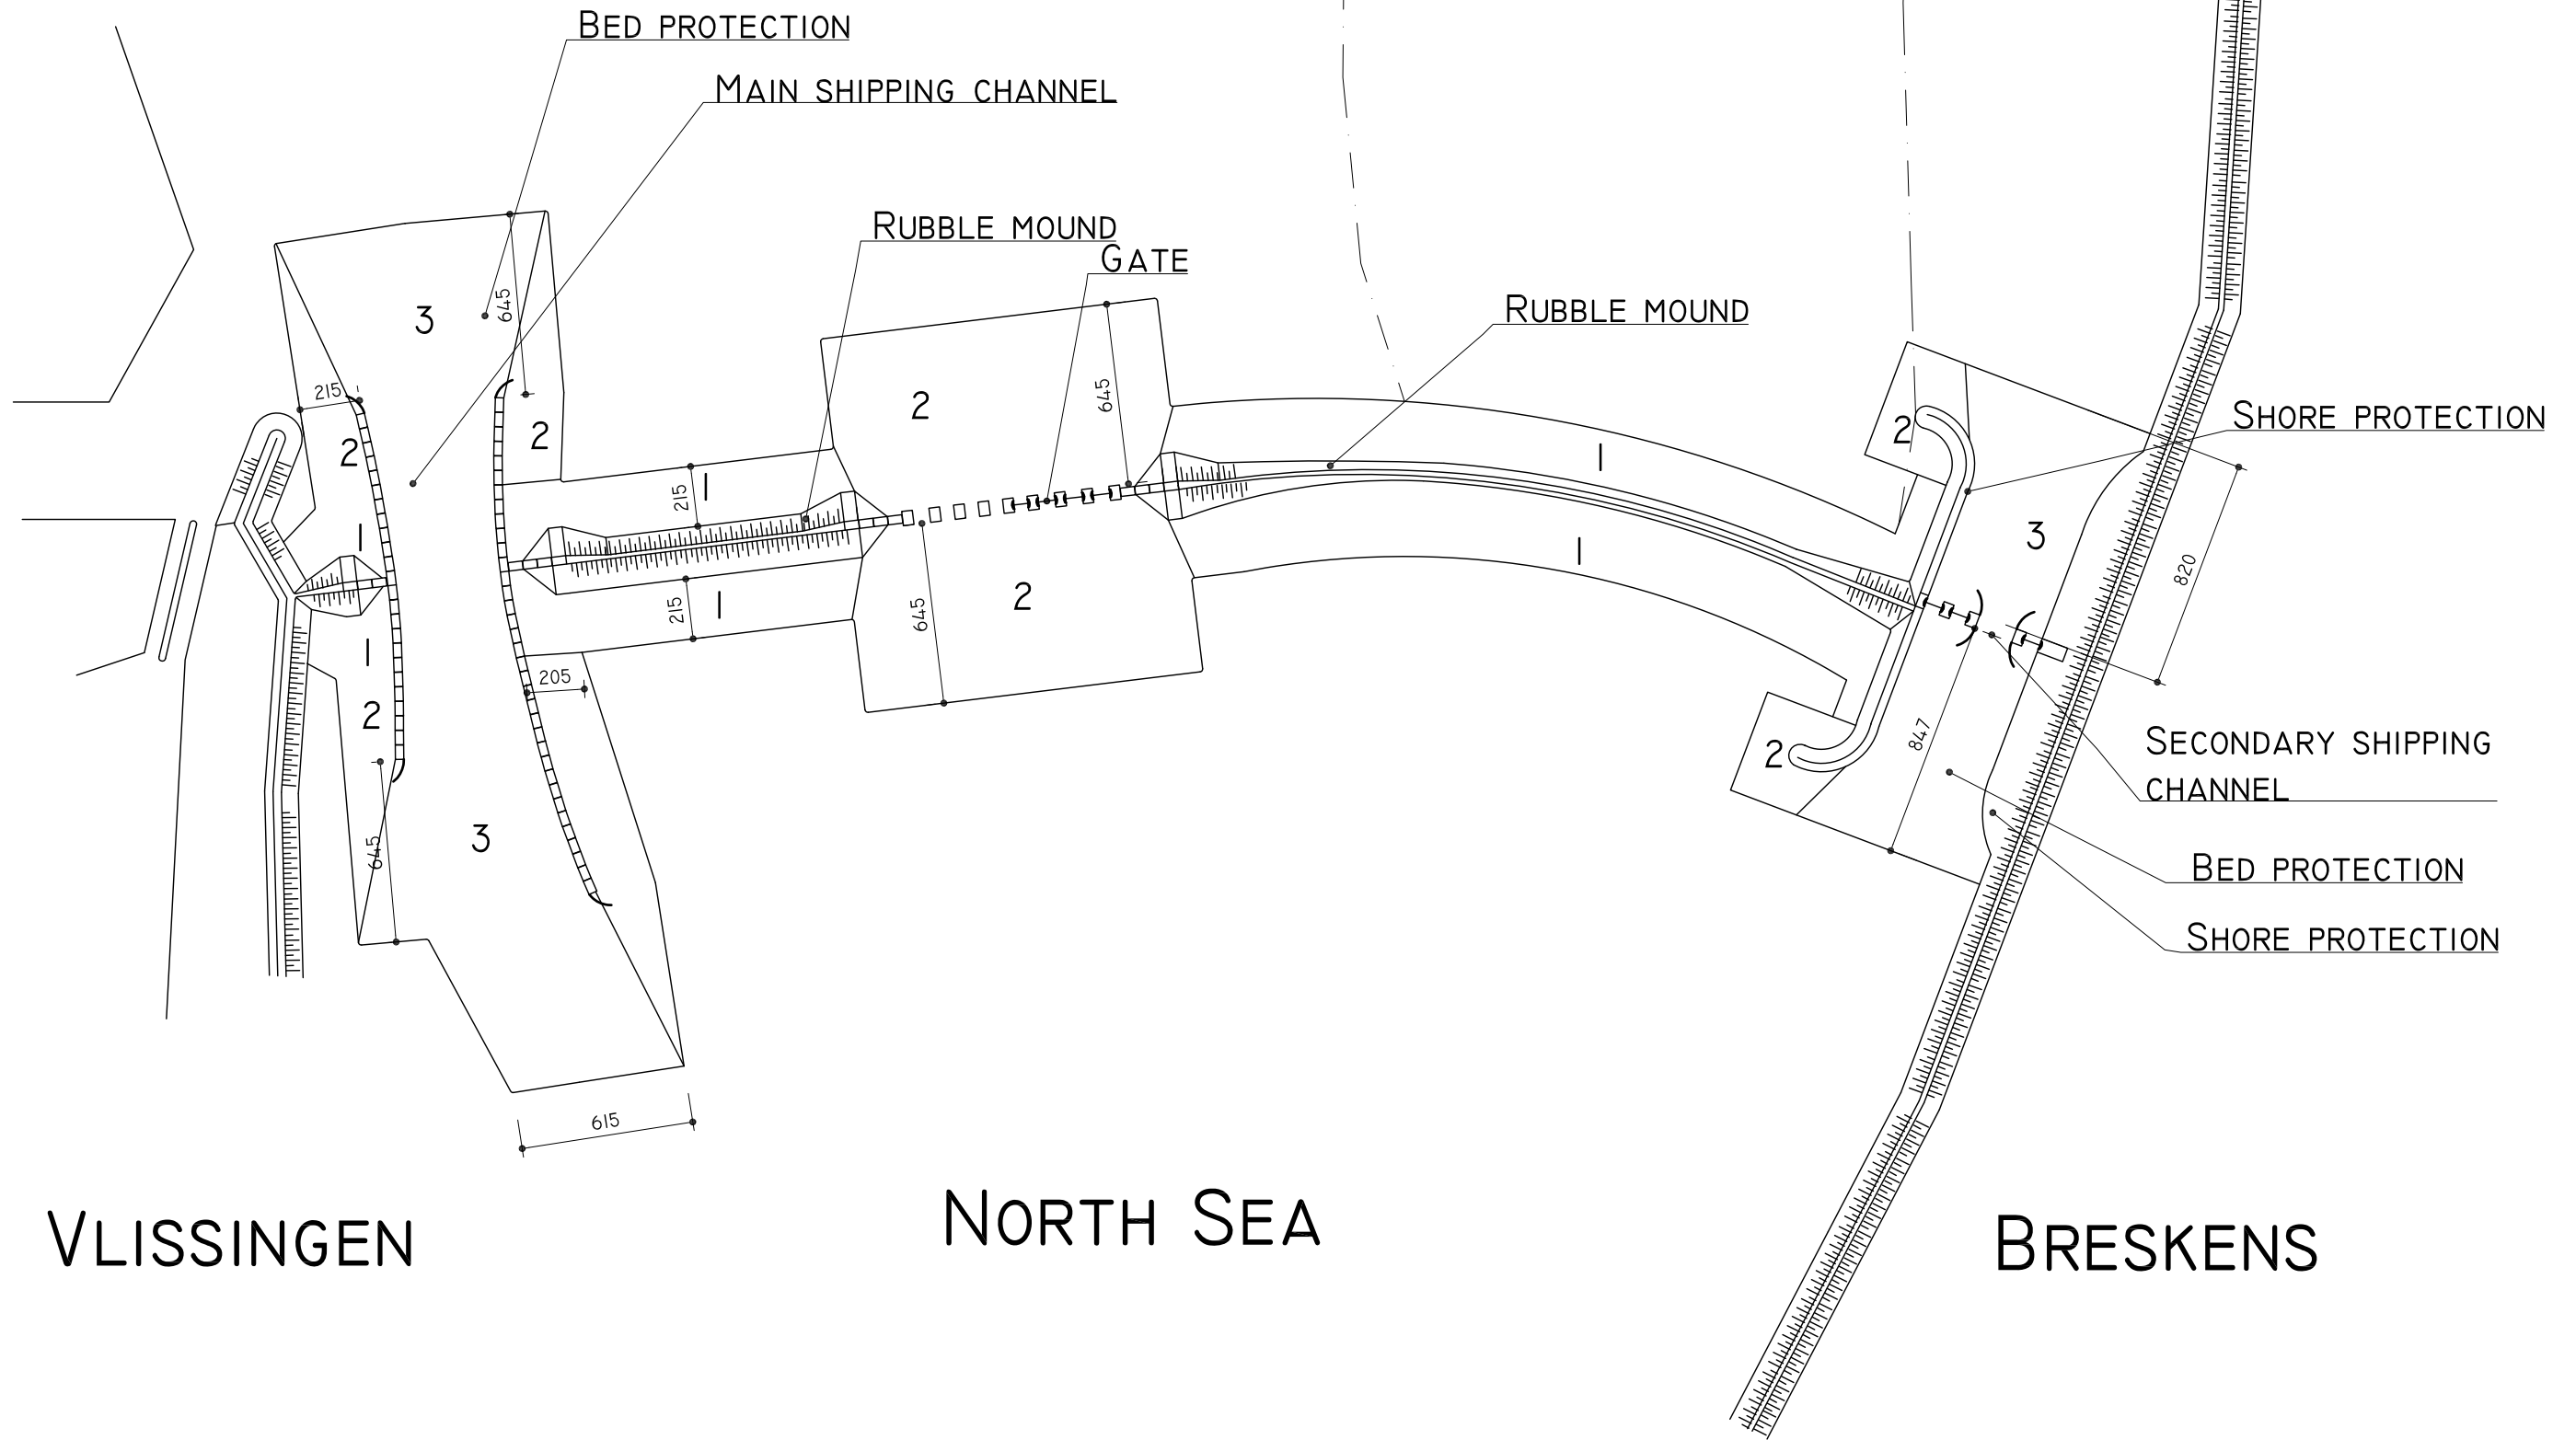 BED PROTECTION
MAIN SHIPPING CHANNEL
RUBBLE MOUND
GATE
RUBBLE MOUND
3
645
215
2
2
2
645
2
SHORE PROTECTION
1
1
215
1
3
1
820
2
645
215
1
1
205
2
847
2
SECONDARY SHIPPING
CHANNEL
3
645
BED PROTECTION
SHORE PROTECTION
615
VLISSINGEN
NORTH SEA
BRESKENS